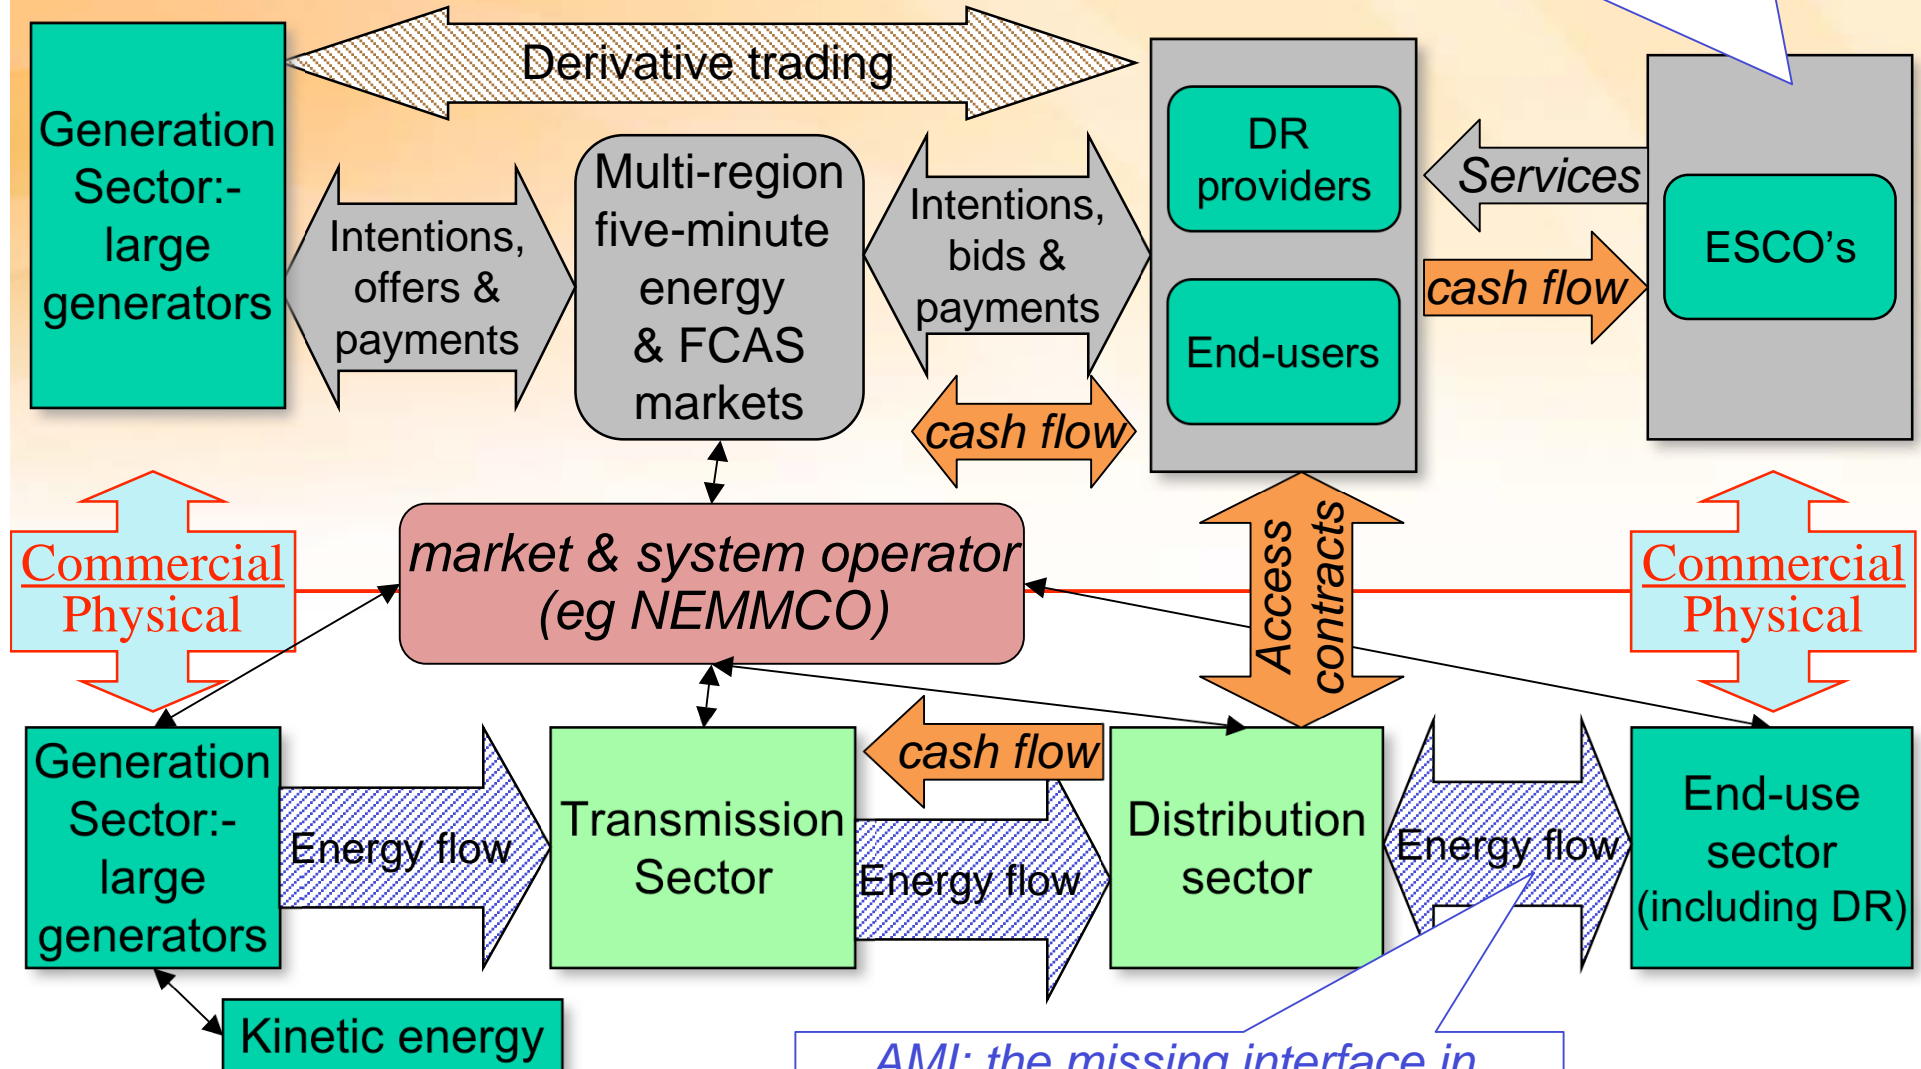 Derivative trading
Generation
Sector:-
large
generators
Intentions,
offers &
payments
Multi-region
five-minute
energy
& FCAS
markets
Intentions,
bids &
payments
cash flow
DR
providers
End-users
Services
cash flow
ESCO's
Commercial
Physical
market & system operator
(eg NEMMCO)
Access
contracts
Commercial
Physical
Generation
Sector:-
large
generators
Energy flow
Transmission
Sector
cash flow
Energy flow
Distribution
sector
Energy flow
End-use
sector
(including DR)
Kinetic energy
AMI: the missing interface in